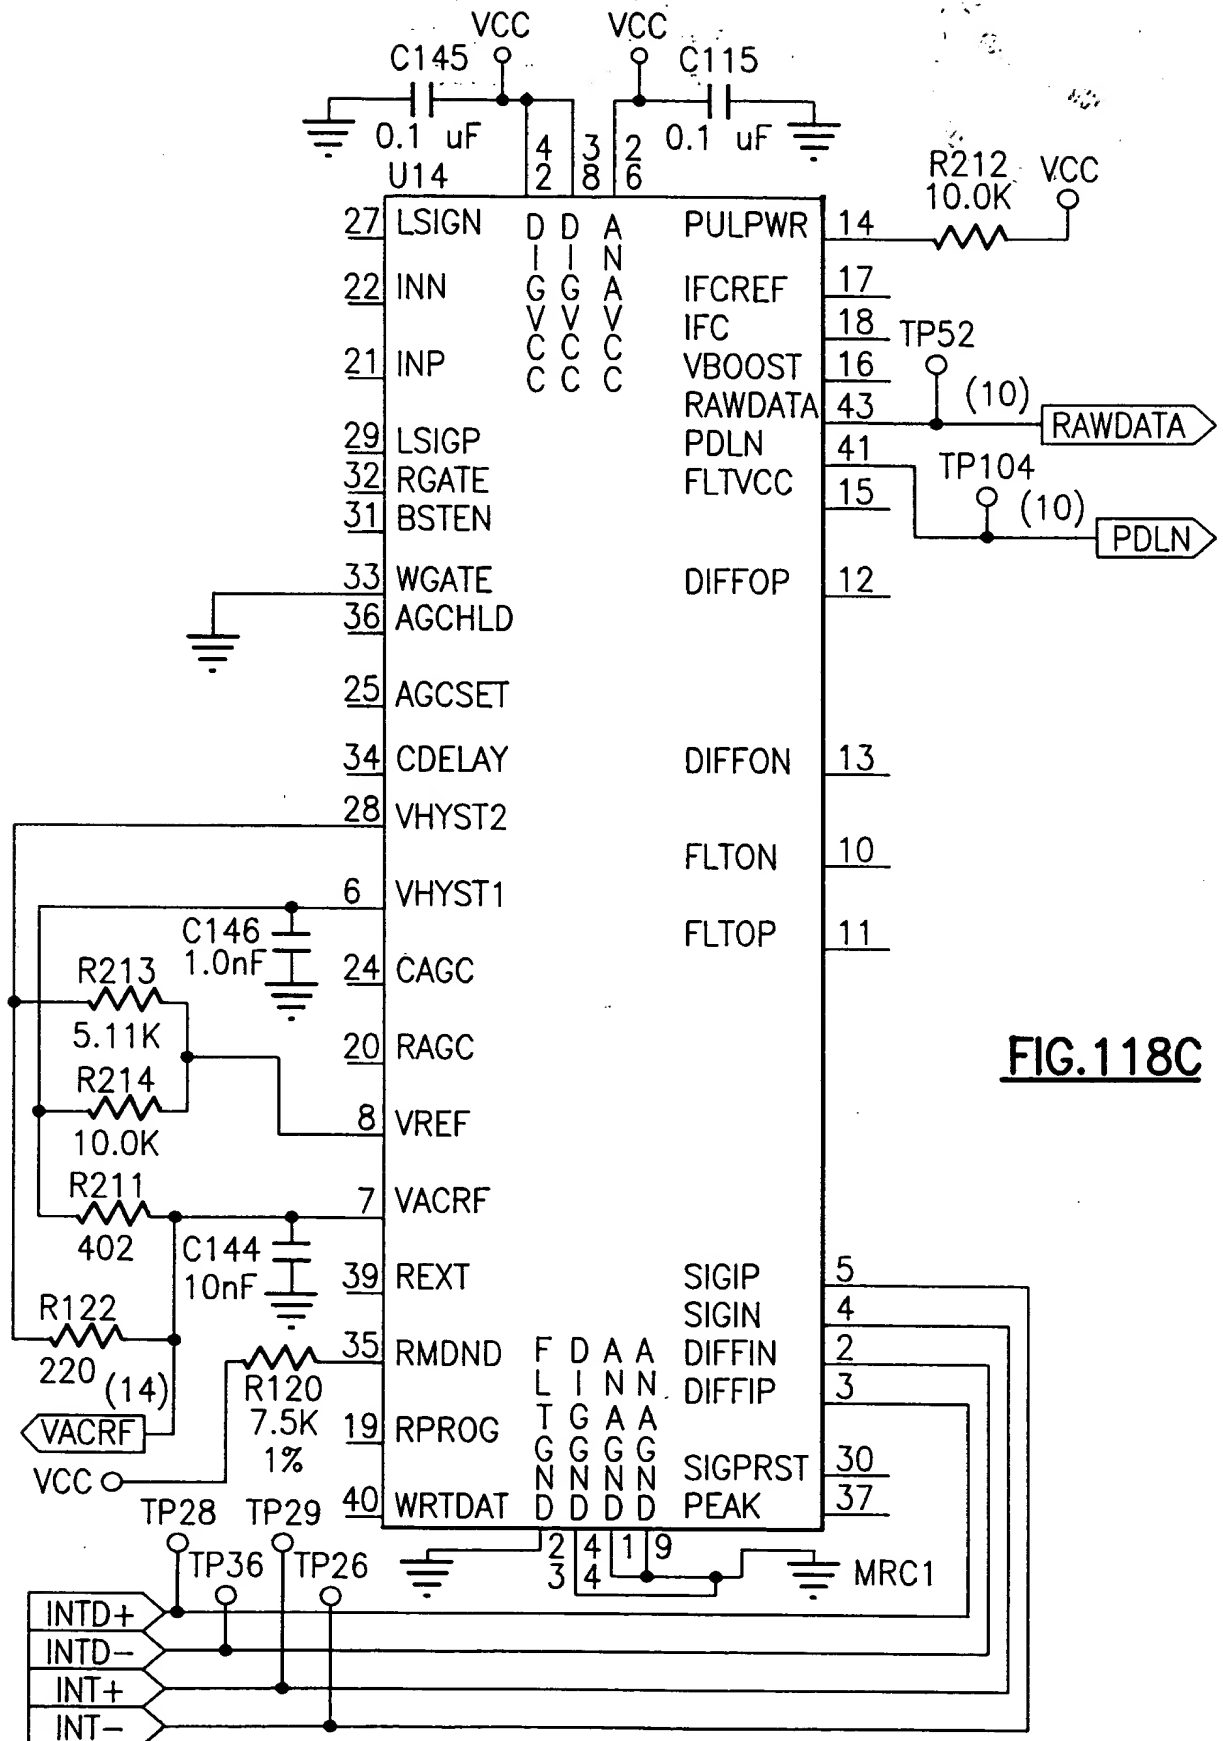 VCC VCC
C145 C115
0.1 uF 0.1 uF
4 3 2
2 8 6
U14
R212 VCC
10.0K
27 LSIGN DIGVCC DIGVCC ANAVCC PULPWR 14
22 INN IFCREF 17
IFC 18 TP52
21 INP VBOOST 16
RAWDATA 43 (10) RAWDATA
29 LSIGP PDLN 41 TP104
32 RGATE FLTVCC 15 (10) PDLN
31 BSTEN
33 WGATE DIFFOP 12
36 AGCHLD
25 AGCSET
34 CDELAY DIFFON 13
28 VHYST2
FLTON 10
6 VHYST1
C146
1.0nF
FLTOP 11
24 CAGC
R213
5.11K
20 RAGC
FIG.118C
R214
10.0K
8 VREF
R211
402
7 VACRF
C144
10nF
39 REXT SIGIP 5
SIGIN 4
R122
220
(14)
VACRF
35 RMDND FLTGND DIGGND ANAGND ANAGND DIFFIN 2
DIFFIP 3
R120
7.5K
1%
19 RPROG
VCC
SIGPRST 30
40 WRTDAT PEAK 37
TP28 TP29
2 4 1 9
3 4
MRC1
TP36 TP26
INTD+
INTD-
INT+
INT-